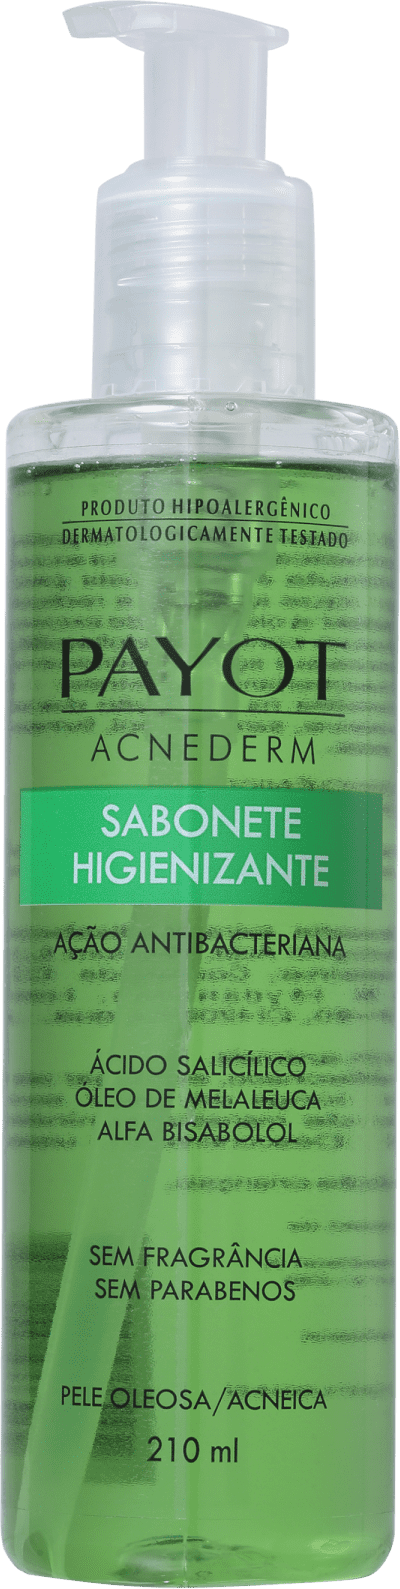 PRODUTO HIPOALERGÊNICO
DERMATOLOGICAMENTE TESTADO
PAYOT
ACNEDERM
SABONETE
HIGIENIZANTE
AÇÃO ANTIBACTERIANA
ÁCIDO SALICÍLICO
ÓLEO DE MELALEUCA
ALFA BISABOLOL
SEM FRAGRÂNCIA
SEM PARABENOS
PELE OLEOSA/ACNEICA
210 ml